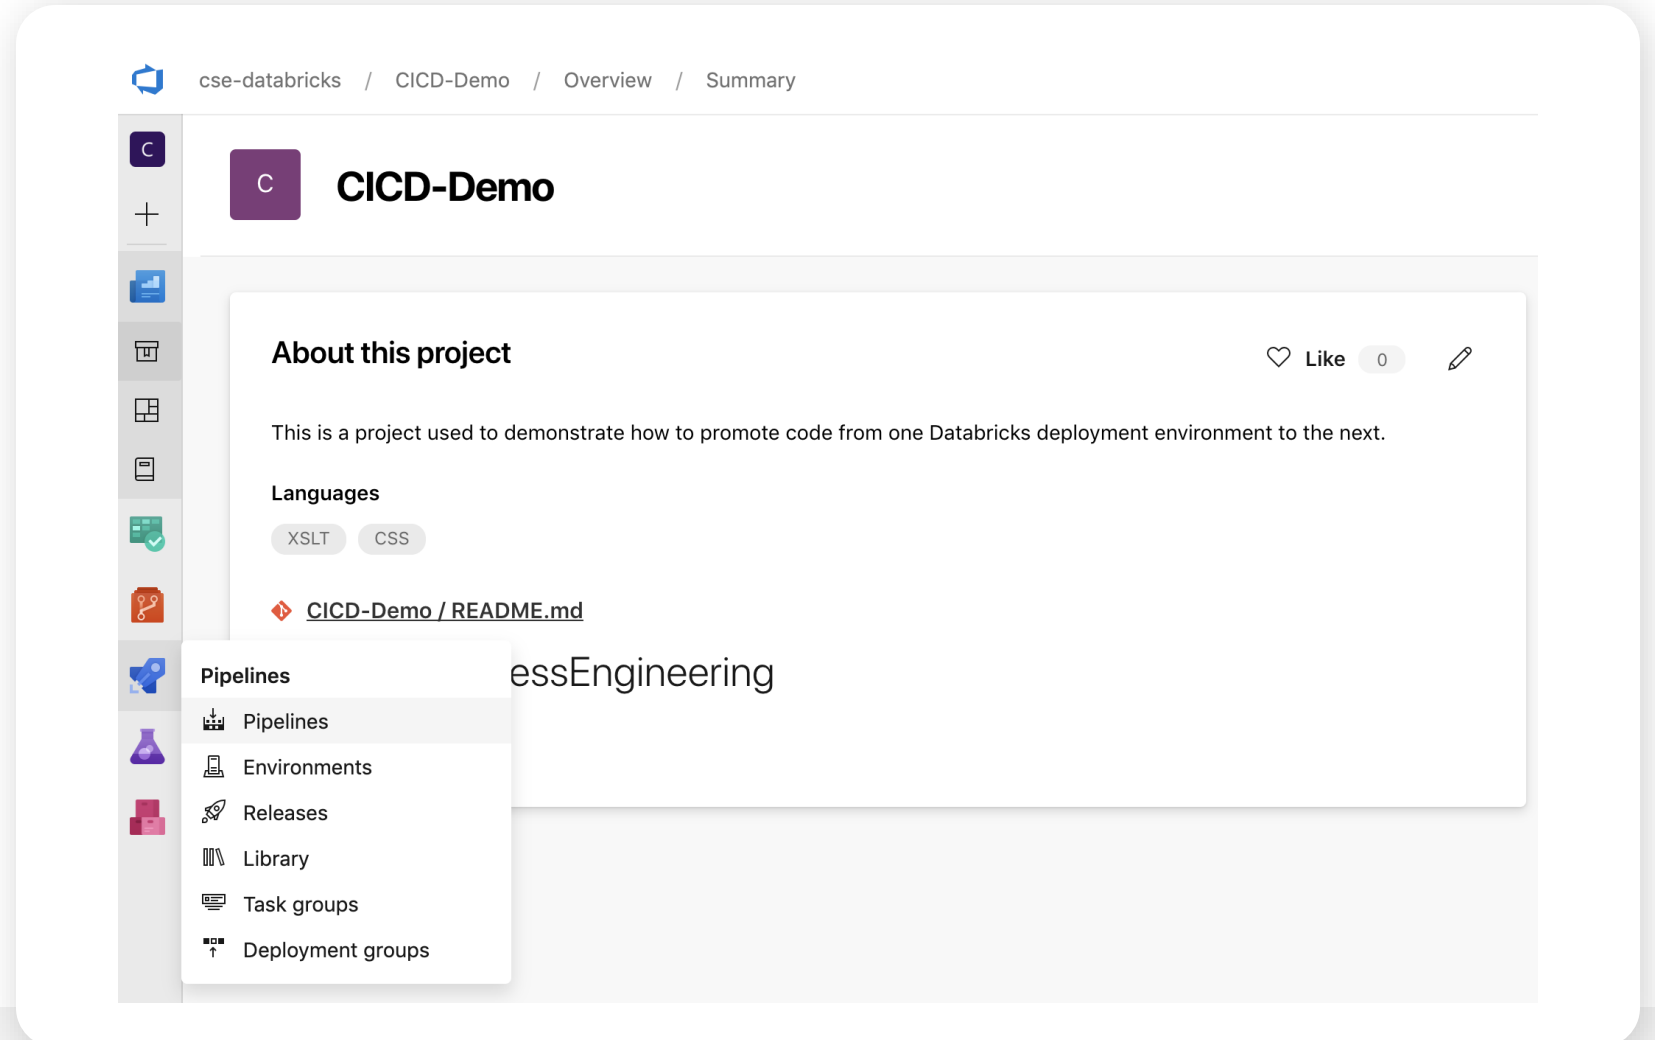 cse-databricks / CICD-Demo / Overview / Summary
C
C
CICD-Demo
About this project
Like 0
This is a project used to demonstrate how to promote code from one Databricks deployment environment to the next.
Languages
XSLT CSS
CICD-Demo / README.md
essEngineering
Pipelines
Pipelines
Environments
Releases
Library
Task groups
Deployment groups